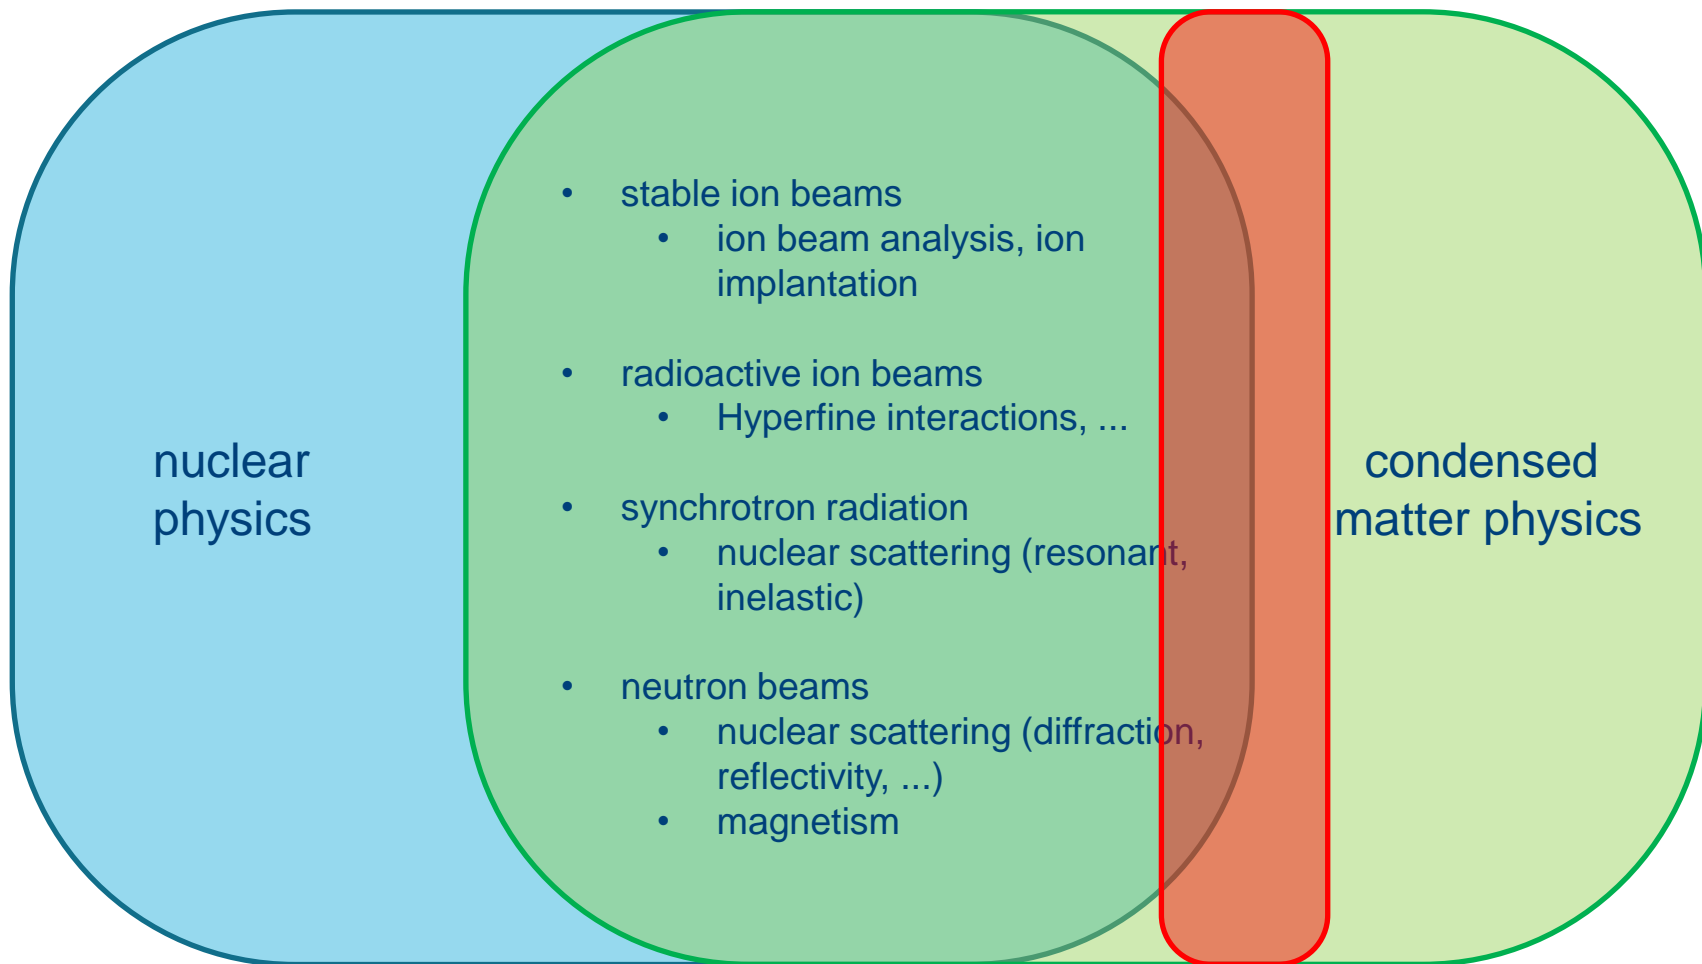 • stable ion beams
• ion beam analysis, ion
implantation
• radioactive ion beams
• Hyperfine interactions, ...
nuclear
physics
condensed
matter physics
• synchrotron radiation
• nuclear scattering (resonant,
inelastic)
• neutron beams
• nuclear scattering (diffraction,
reflectivity, ...)
• magnetism